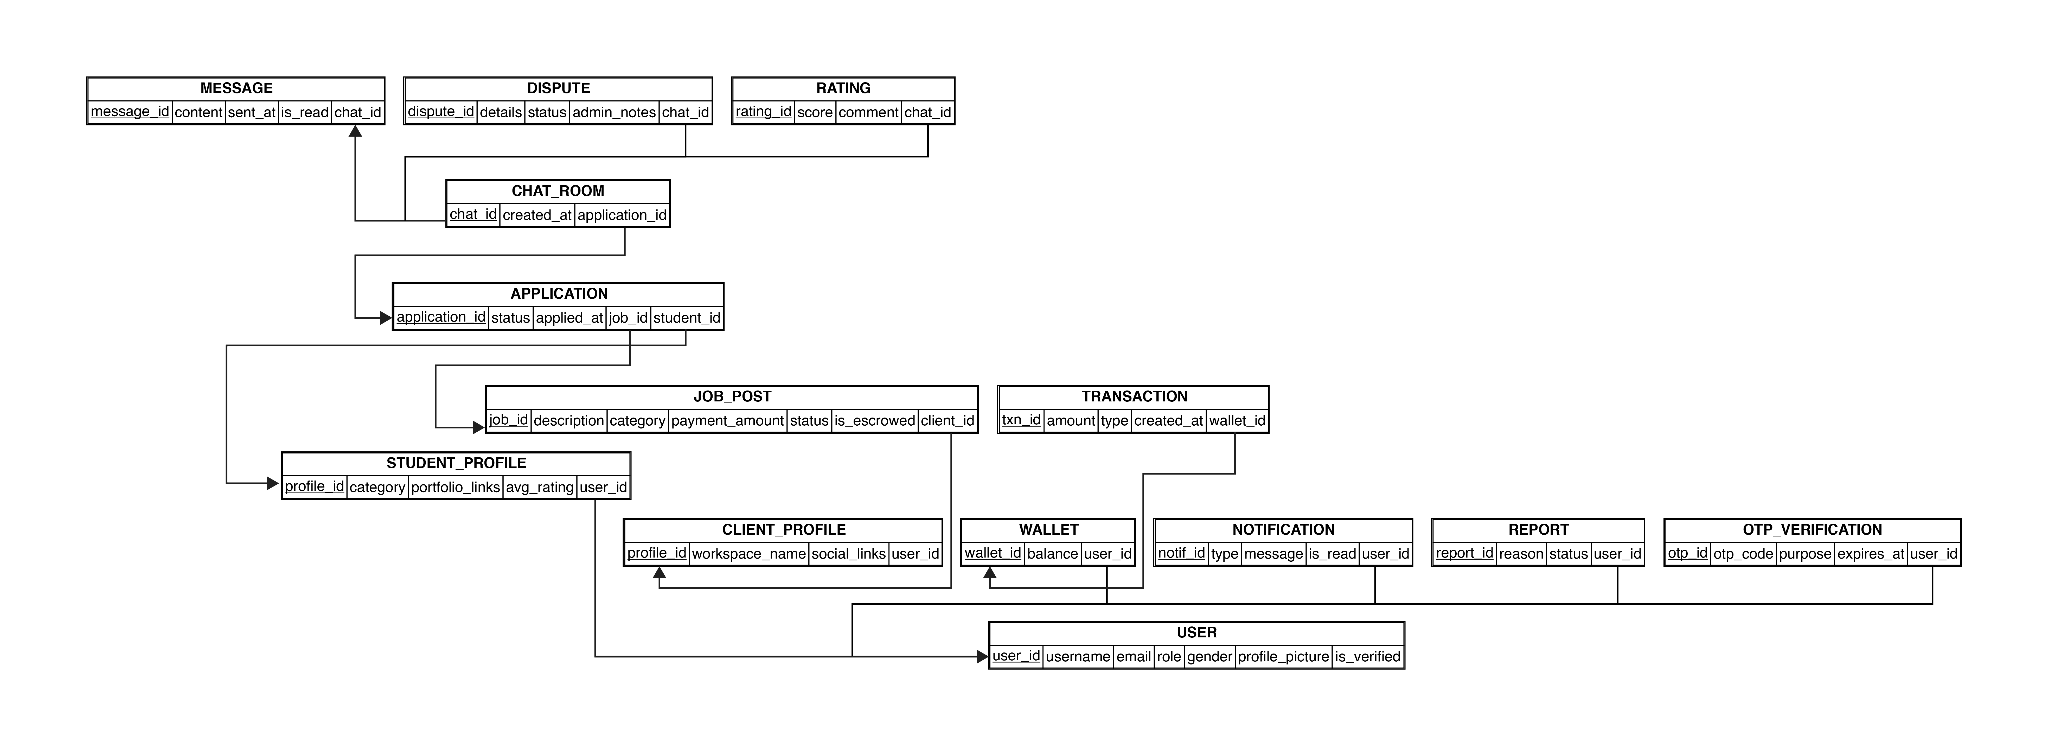 MESSAGE DISPUTE RATING
message_id content sent_at is_read chat_id dispute_id details status admin_notes chat_id rating_id score comment chat_id
CHAT_ROOM
chat_id created_at application_id
APPLICATION
application_id status applied_at job_id student_id
JOB_POST TRANSACTION
job_id description category payment_amount status is_escrowed client_id txn_id amount type created_at wallet_id
STUDENT_PROFILE
profile_id category portfolio_links avg_rating user_id
CLIENT_PROFILE WALLET NOTIFICATION REPORT OTP_VERIFICATION
profile_id workspace_name social_links user_id wallet_id balance user_id notif_id type message is_read user_id report_id reason status user_id otp_id otp_code purpose expires_at user_id
USER
user_id username email role gender profile_picture is_verified